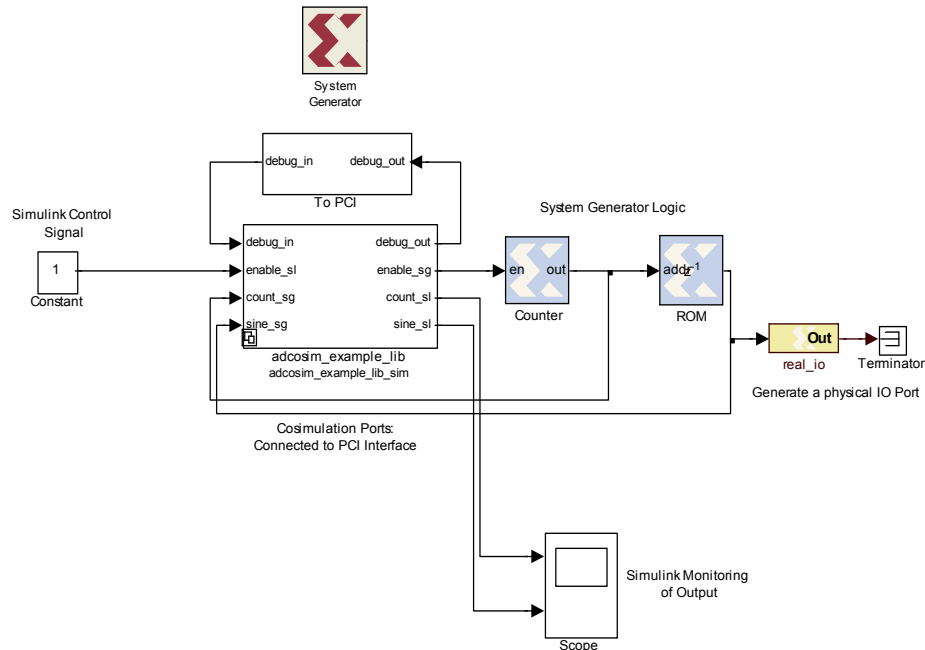 System
Generator
debug_in
debug_out
To PCI
Simulink Control
Signal
1
Constant
debug_in
debug_out
enable_sl
enable_sg
count_sg
count_sl
sine_sg
sine_sl
adcosim_example_lib
adcosim_example_lib_sim
System Generator Logic
en
out
Counter
addr
z-1
ROM
Out
real_io
Terminator
Generate a physical IO Port
Cosimulation Ports:
Connected to PCI Interface
Simulink Monitoring
of Output
Scope